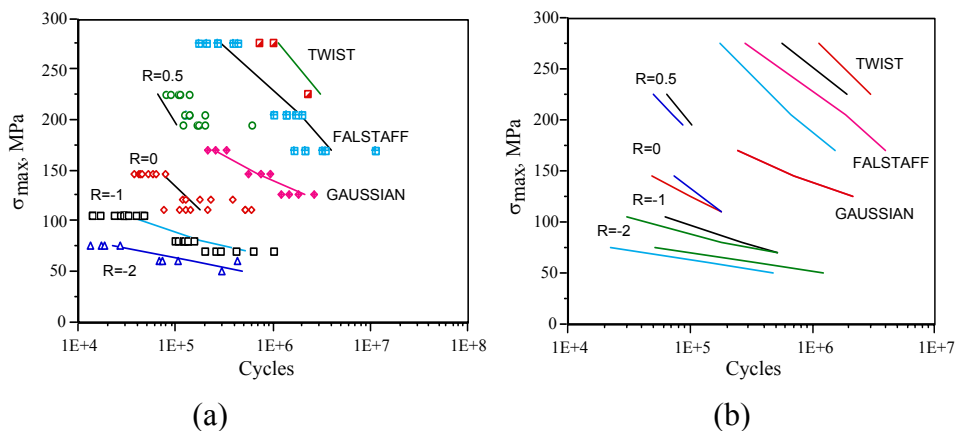 300
250
200
150
100
50
0
σmax, MPa
R=0.5
R=0
R=-1
R=-2
TWIST
FALSTAFF
GAUSSIAN
1E+4 1E+5 1E+6 1E+7 1E+8
Cycles
(a)
300
250
200
150
100
50
0
σmax, MPa
R=0.5
R=0
R=-1
R=-2
TWIST
FALSTAFF
GAUSSIAN
1E+4 1E+5 1E+6 1E+7
Cycles
(b)